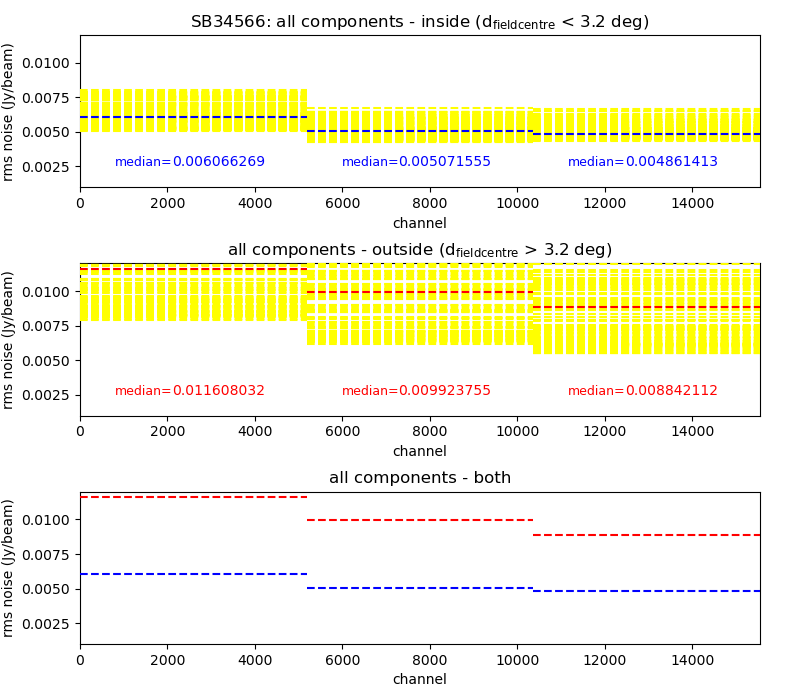 SB34566: all components - inside (dfieldcentre < 3.2 deg)
rms noise (Jy/beam)
0.0100
0.0075
0.0050
0.0025
median=0.006066269 median=0.005071555 median=0.004861413
0 2000 4000 6000 8000 10000 12000 14000
channel
all components - outside (dfieldcentre > 3.2 deg)
rms noise (Jy/beam)
0.0100
0.0075
0.0050
0.0025
median=0.011608032 median=0.009923755 median=0.008842112
0 2000 4000 6000 8000 10000 12000 14000
channel
all components - both
rms noise (Jy/beam)
0.0100
0.0075
0.0050
0.0025
0 2000 4000 6000 8000 10000 12000 14000
channel